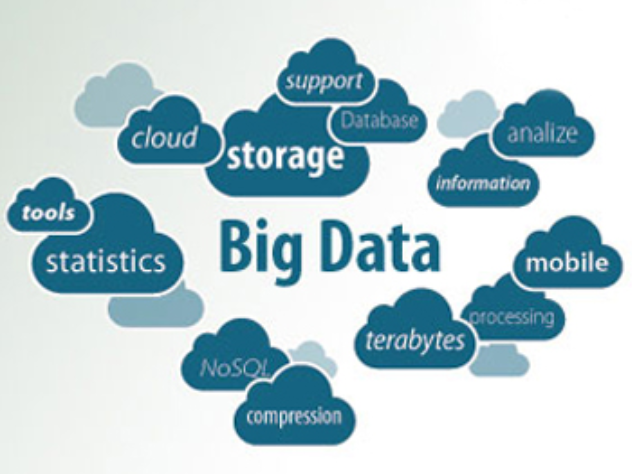 support
Database
cloud
storage
analize
information
tools
statistics
Big Data
mobile
processing
terabytes
NoSQL
compression